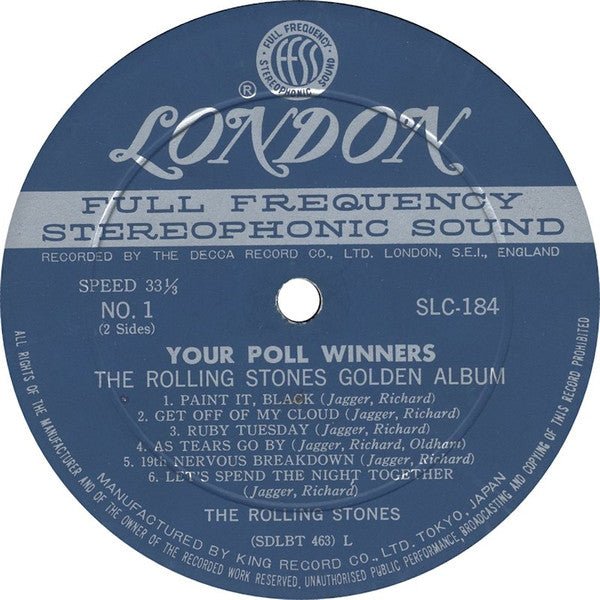 FULL FREQUENCY
FFSS
STEREOPHONIC SOUND
®
LONDON
FULL FREQUENCY
STEREOPHONIC SOUND
RECORDED BY THE DECCA RECORD CO., LTD. LONDON, S.E.I., ENGLAND
SPEED 33⅓
NO. 1
(2 Sides)
SLC-184
YOUR POLL WINNERS
THE ROLLING STONES GOLDEN ALBUM
1. PAINT IT, BLACK (Jagger, Richard)
2. GET OFF OF MY CLOUD (Jagger, Richard)
3. RUBY TUESDAY (Jagger, Richard)
4. AS TEARS GO BY (Jagger, Richard, Oldham)
5. 19th NERVOUS BREAKDOWN (Jagger, Richard)
6. LET'S SPEND THE NIGHT TOGETHER
(Jagger, Richard)
THE ROLLING STONES
(SDLBT 463) L
MANUFACTURED BY KING RECORD CO., LTD. TOKYO, JAPAN
ALL RIGHTS OF THE MANUFACTURER AND OF THE OWNER OF THE RECORDED WORK RESERVED. UNAUTHORISED PUBLIC PERFORMANCE, BROADCASTING AND COPYING OF THIS RECORD PROHIBITED